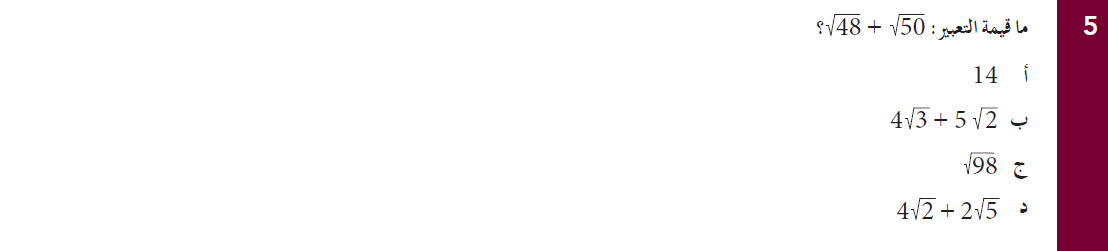 5 ما قيمة التعبير: √48 + √50؟
أ 14
ب 4√3 + 5√2
ج √98
د 4√2 + 2√5